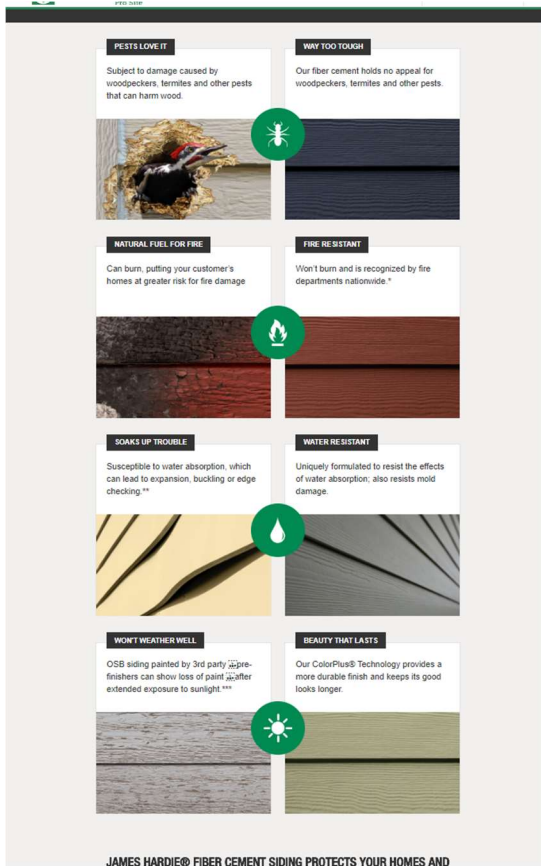 PESTS LOVE IT
Subject to damage caused by
woodpeckers, termites and other pests
that can harm wood.
WAY TOO TOUGH
Our fiber cement holds no appeal for
woodpeckers, termites and other pests.
NATURAL FUEL FOR FIRE
Can burn, putting your customer's
homes at greater risk for fire damage
FIRE RESISTANT
Won't burn and is recognized by fire
departments nationwide.*
SOAKS UP TROUBLE
Susceptible to water absorption, which
can lead to expansion, buckling or edge
checking.**
WATER RESISTANT
Uniquely formulated to resist the effects
of water absorption; also resists mold
damage.
WON'T WEATHER WELL
OSB siding painted by 3rd party pre-
finishers can show loss of paint after
extended exposure to sunlight.***
BEAUTY THAT LASTS
Our ColorPlus® Technology provides a
more durable finish and keeps its good
looks longer.
JAMES HARDIE® FIBER CEMENT SIDING PROTECTS YOUR HOMES AND